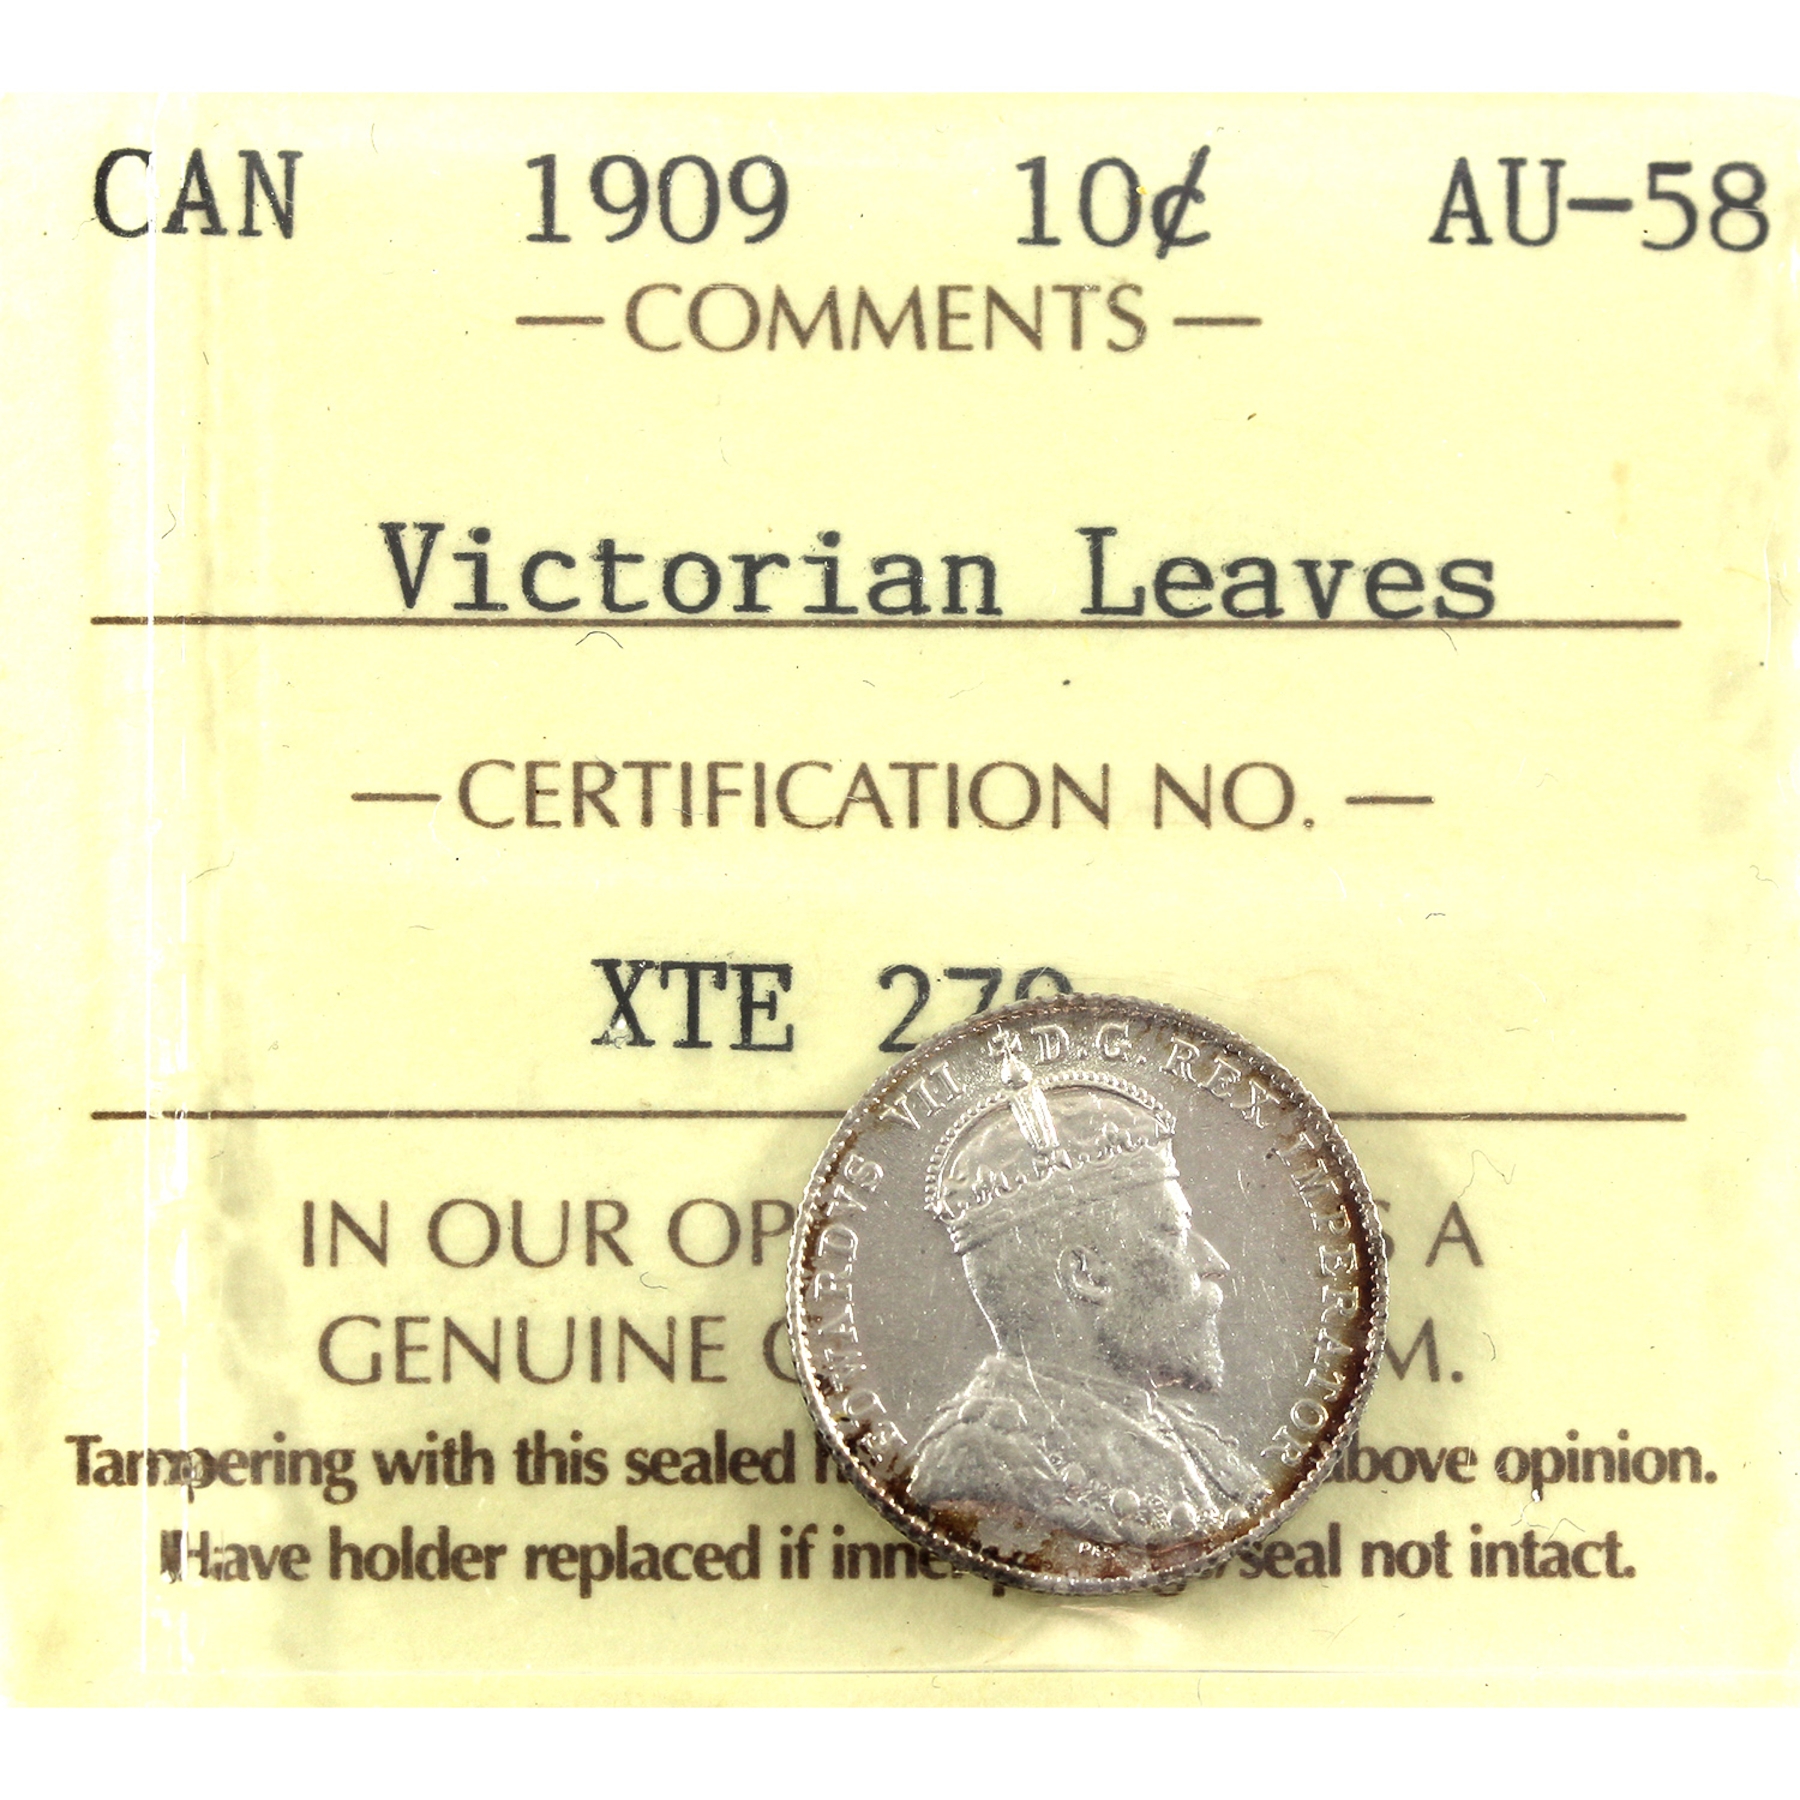 CAN 1909 10¢ AU-58
— COMMENTS —
Victorian Leaves
— CERTIFICATION NO. —
XTE 27
IN OUR OP A
GENUINE M.
Tampering with this sealed above opinion.
Have holder replaced if inner seal not intact.
EDWARDVS VII D.G. REX IMPERATOR